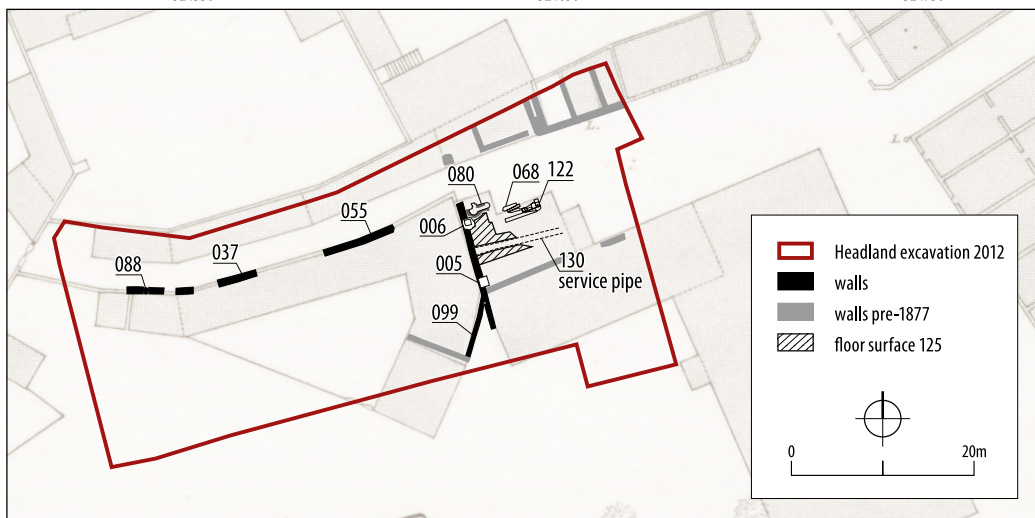 080
068
122
055
006
037
005
130
service pipe
088
099
L.
L.
Headland excavation 2012
walls
walls pre-1877
floor surface 125
0
20m